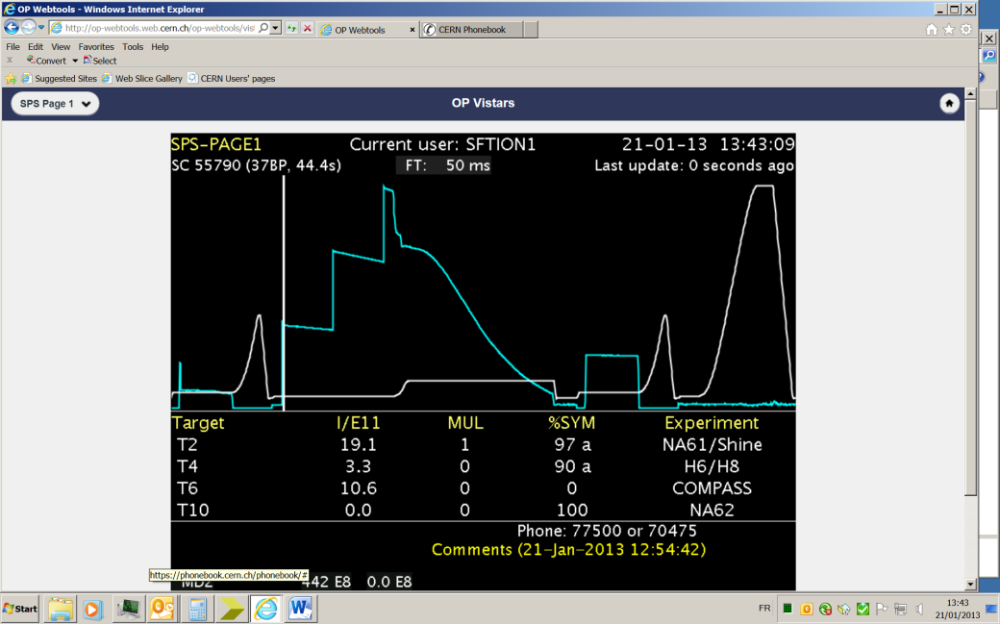 OP Webtools - Windows Internet Explorer
http://op-webtools.web.cern.ch/op-webtools/vist
OP Webtools
CERN Phonebook
File Edit View Favorites Tools Help
x Convert Select
Suggested Sites Web Slice Gallery CERN Users' pages
SPS Page 1 OP Vistars
SPS-PAGE1 Current user: SFTION1 21-01-13 13:43:09
SC 55790 (37BP, 44.4s) FT: 50 ms Last update: 0 seconds ago
Target I/E11 MUL %SYM Experiment
T2 19.1 1 97 a NA61/Shine
T4 3.3 0 90 a H6/H8
T6 10.6 0 0 COMPASS
T10 0.0 0 100 NA62
Phone: 77500 or 70475
Comments (21-Jan-2013 12:54:42)
https://phonebook.cern.ch/phonebook/#
442 E8 0.0 E8
Start FR 13:43
21/01/2013